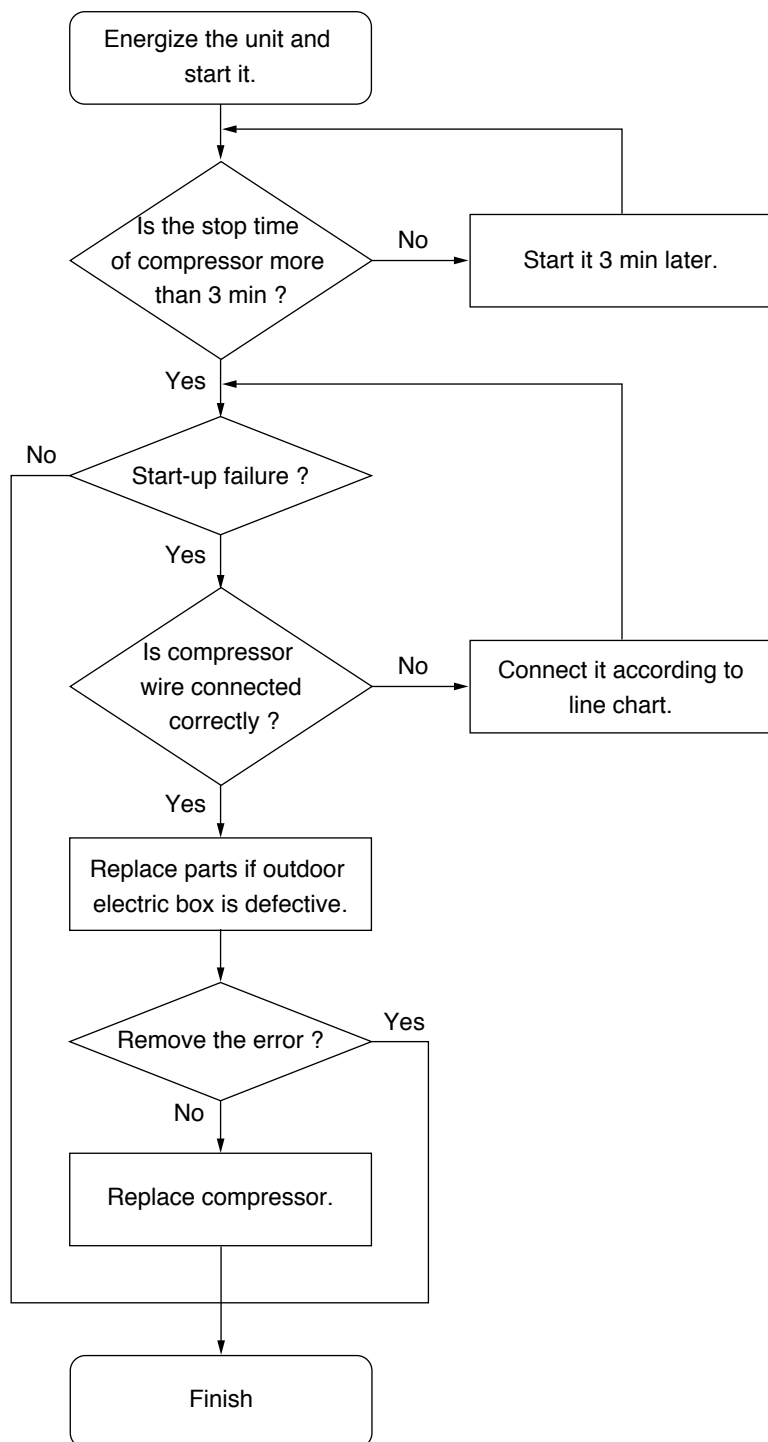 Energize the unit and
start it.
Is the stop time
of compressor more
than 3 min ?
No
Start it 3 min later.
Yes
No
Start-up failure ?
Yes
Is compressor
wire connected
correctly ?
No
Connect it according to
line chart.
Yes
Replace parts if outdoor
electric box is defective.
Remove the error ?
Yes
No
Replace compressor.
Finish